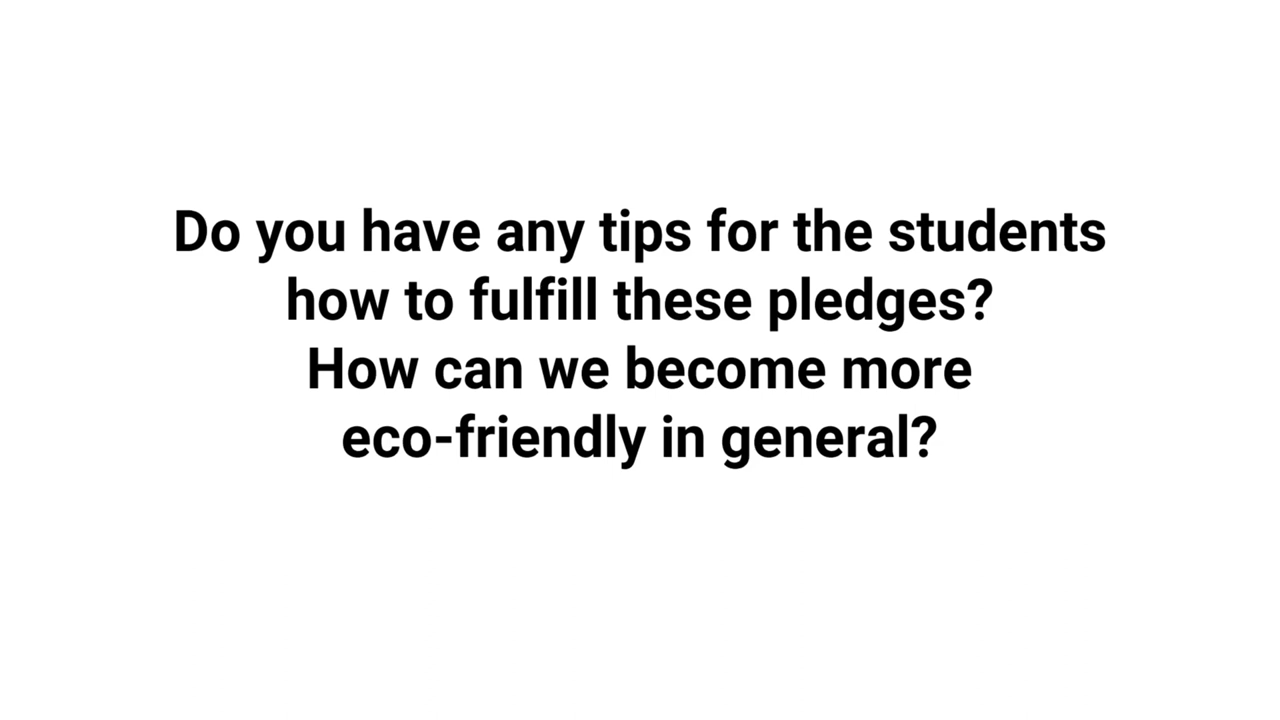 Do you have any tips for the students
how to fulfill these pledges?
How can we become more
eco-friendly in general?